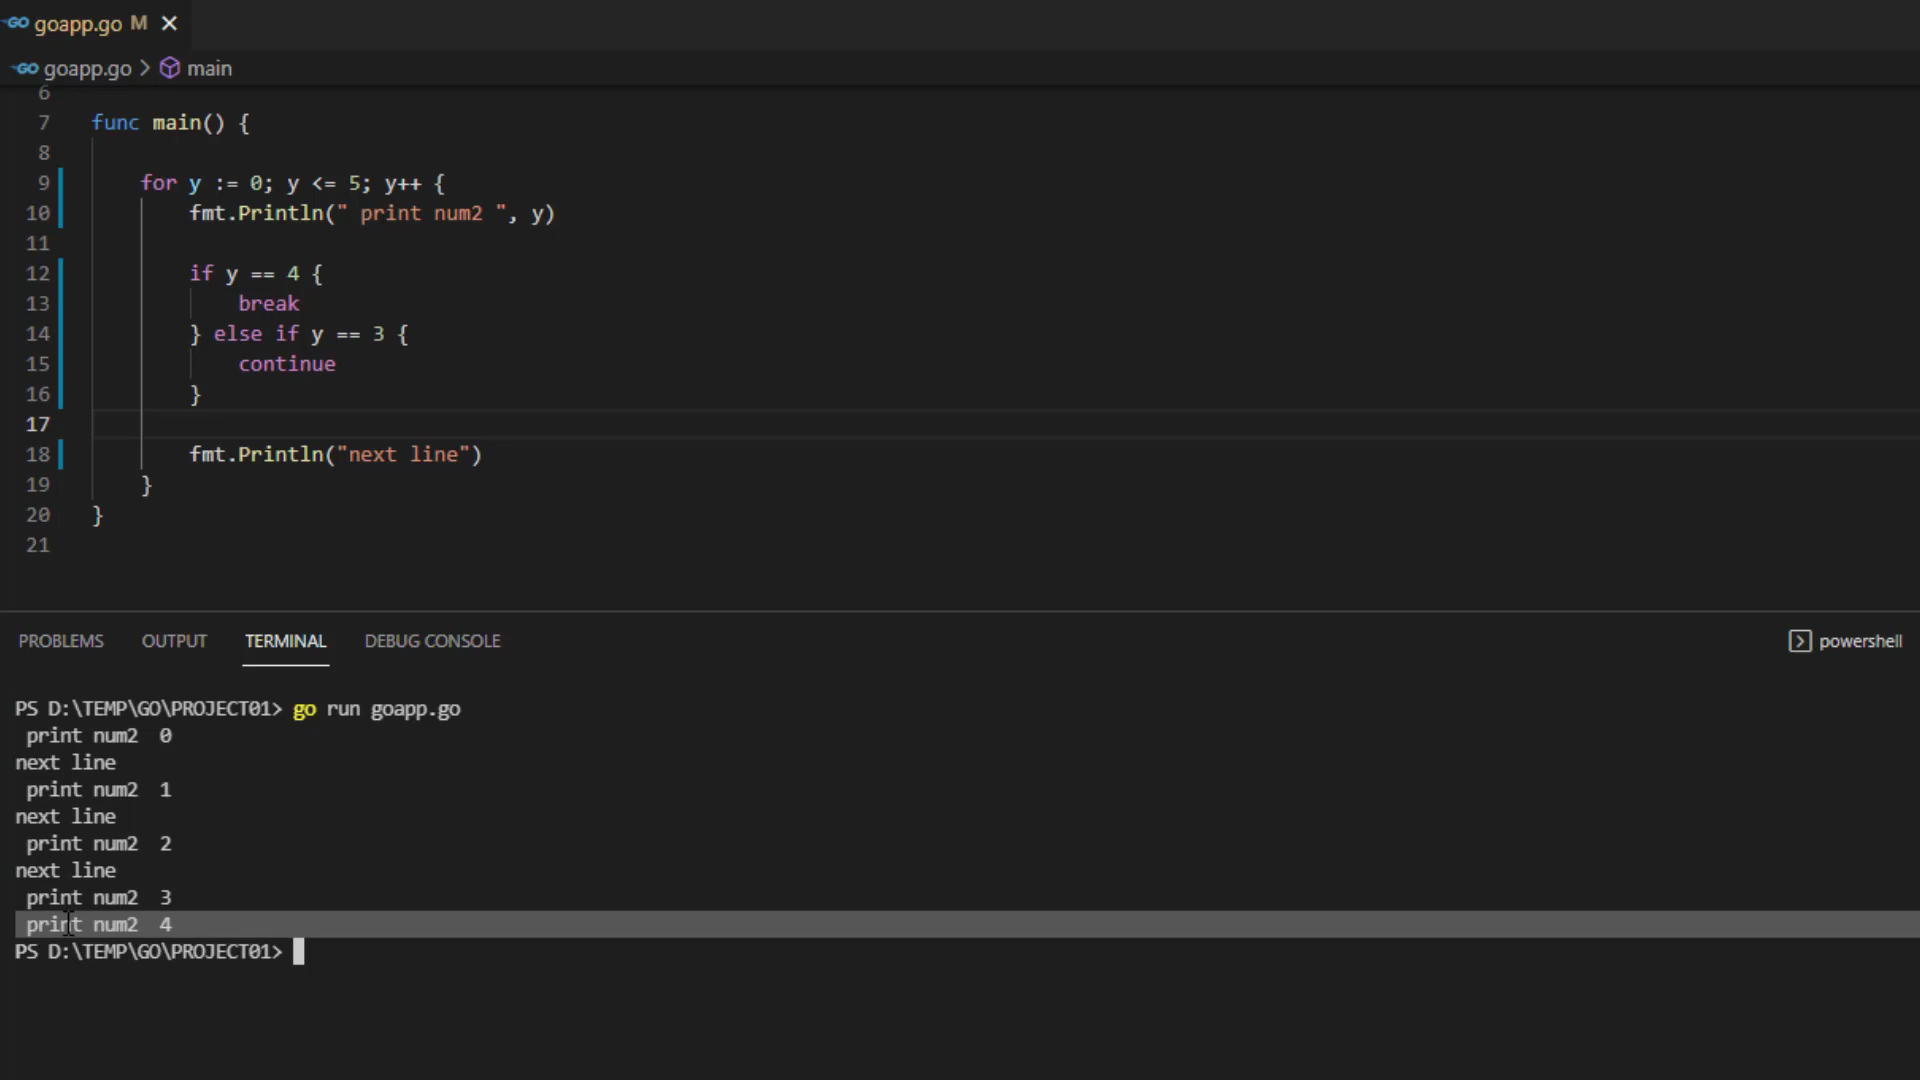 GO goapp.go M ×
GO goapp.go > main
6
7 func main() {
8
9 for y := 0; y <= 5; y++ {
10 fmt.Println(" print num2 ", y)
11
12 if y == 4 {
13 break
14 } else if y == 3 {
15 continue
16 }
17
18 fmt.Println("next line")
19 }
20 }
21
PROBLEMS OUTPUT TERMINAL DEBUG CONSOLE powershell
PS D:\TEMP\GO\PROJECT01> go run goapp.go
 print num2  0
next line
 print num2  1
next line
 print num2  2
next line
 print num2  3
 print num2  4
PS D:\TEMP\GO\PROJECT01>